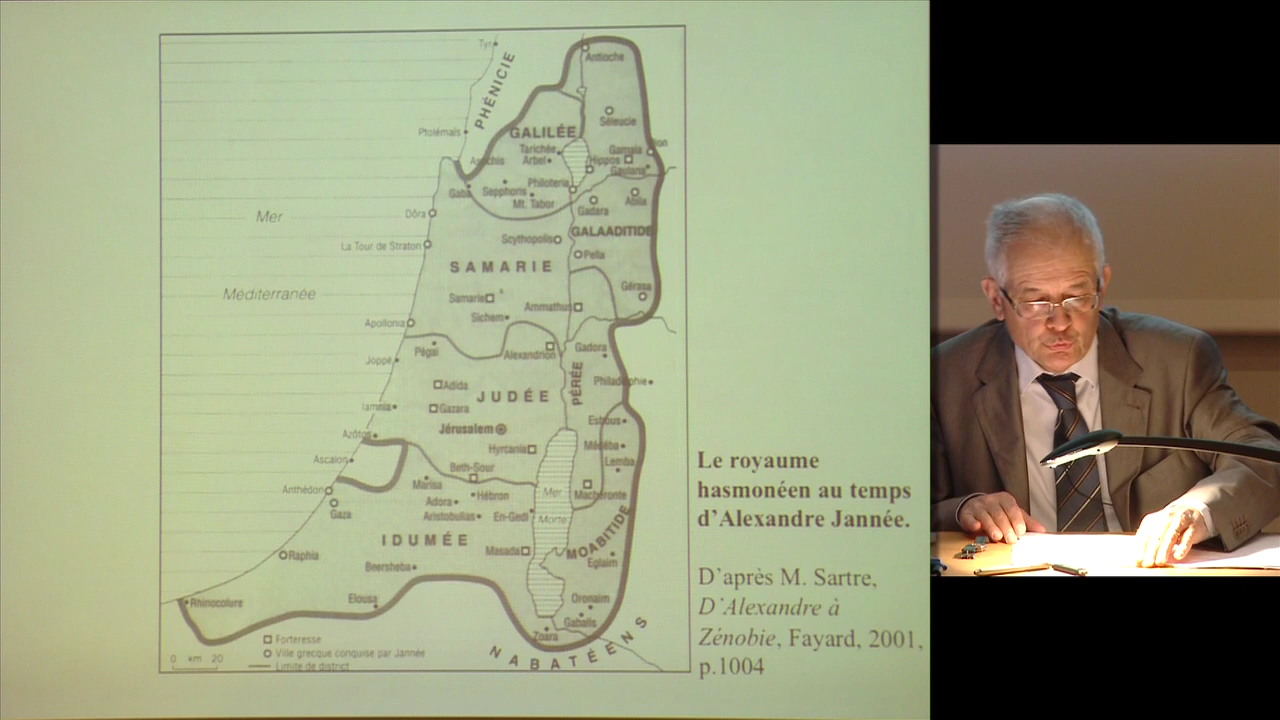 Tyr
PHÉNICIE
Antioche
Séleucie
Ptolémaïs
GALILÉE
Tarichée
Arbel
Gamala
Hippos
Gaulana
Gaba
Sepphoris
Philoteria
Mt. Tabor
Gadara
Abila
Dôra
Mer
GALAADITIDE
Scythopolis
La Tour de Straton
Pella
SAMARIE
Méditerranée
Gérasa
Samarie
Ammathus
Sichem
Apollonia
Pégai
Alexandrion
Gadora
Joppé
PÉRÉE
Philadelphie
Adida
JUDÉE
Iamnia
Gazara
Esbous
Jérusalem
Azôtos
Médéba
Hyrcania
Ascalon
Lemba
Beth-Sour
Marisa
Anthédon
Hébron
Mer
Macheronte
Adora
Gaza
Aristobulias
En-Gedi
Morte
MOABITIDE
IDUMÉE
Masada
Raphia
Eglaim
Beersheba
Rhinocolure
Elousa
Oronaim
Gabalis
Zoara
NABATÉENS
Forteresse
Ville grecque conquise par Jannée
Limite de district
0 km 20
Le royaume
hasmonéen au temps
d'Alexandre Jannée.
D'après M. Sartre,
D'Alexandre à
Zénobie, Fayard, 2001,
p.1004